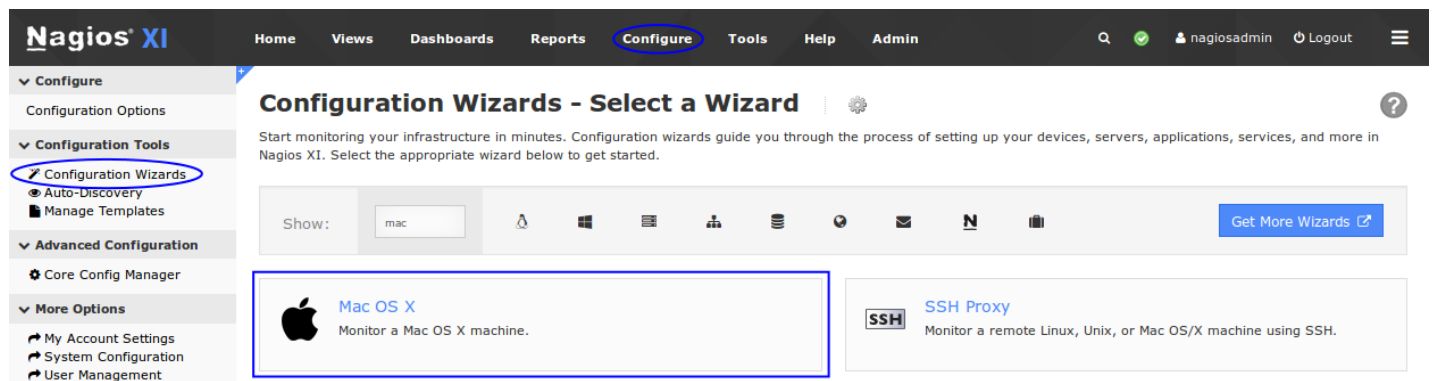 Nagios® XI
Home Views Dashboards Reports Configure Tools Help Admin nagiosadmin Logout
Configure
Configuration Options
Configuration Tools
Configuration Wizards
Auto-Discovery
Manage Templates
Advanced Configuration
Core Config Manager
More Options
My Account Settings
System Configuration
User Management
Configuration Wizards - Select a Wizard
?
Start monitoring your infrastructure in minutes. Configuration wizards guide you through the process of setting up your devices, servers, applications, services, and more in
Nagios XI. Select the appropriate wizard below to get started.
Show: mac N Get More Wizards
Mac OS X
Monitor a Mac OS X machine.
SSH
SSH Proxy
Monitor a remote Linux, Unix, or Mac OS/X machine using SSH.